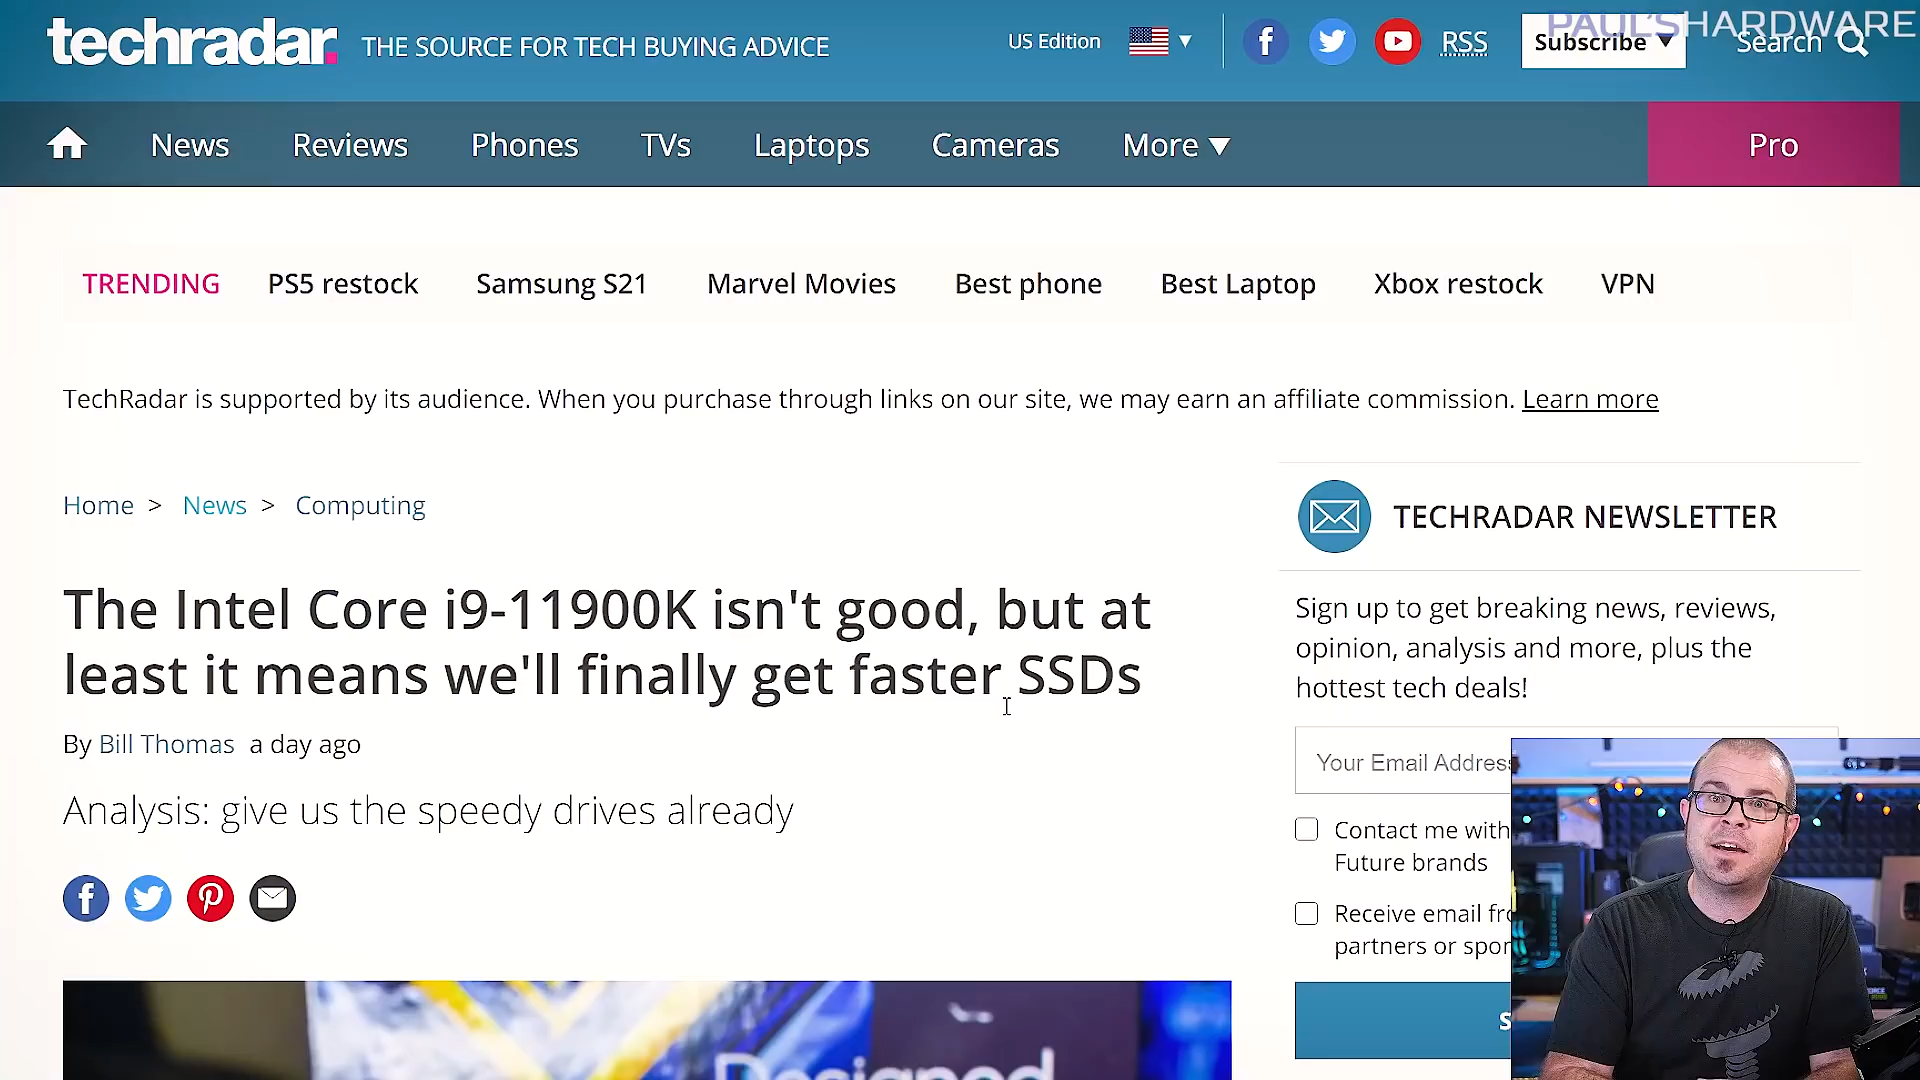 techradar. THE SOURCE FOR TECH BUYING ADVICE US Edition RSS Subscribe Search
PAUL'SHARDWARE
News Reviews Phones TVs Laptops Cameras More Pro
TRENDING PS5 restock Samsung S21 Marvel Movies Best phone Best Laptop Xbox restock VPN
TechRadar is supported by its audience. When you purchase through links on our site, we may earn an affiliate commission. Learn more
Home > News > Computing
The Intel Core i9-11900K isn't good, but at
least it means we'll finally get faster SSDs
By Bill Thomas a day ago
Analysis: give us the speedy drives already
TECHRADAR NEWSLETTER
Sign up to get breaking news, reviews,
opinion, analysis and more, plus the
hottest tech deals!
Your Email Address
Contact me with
Future brands
Receive email fro
partners or spor
S
Designed